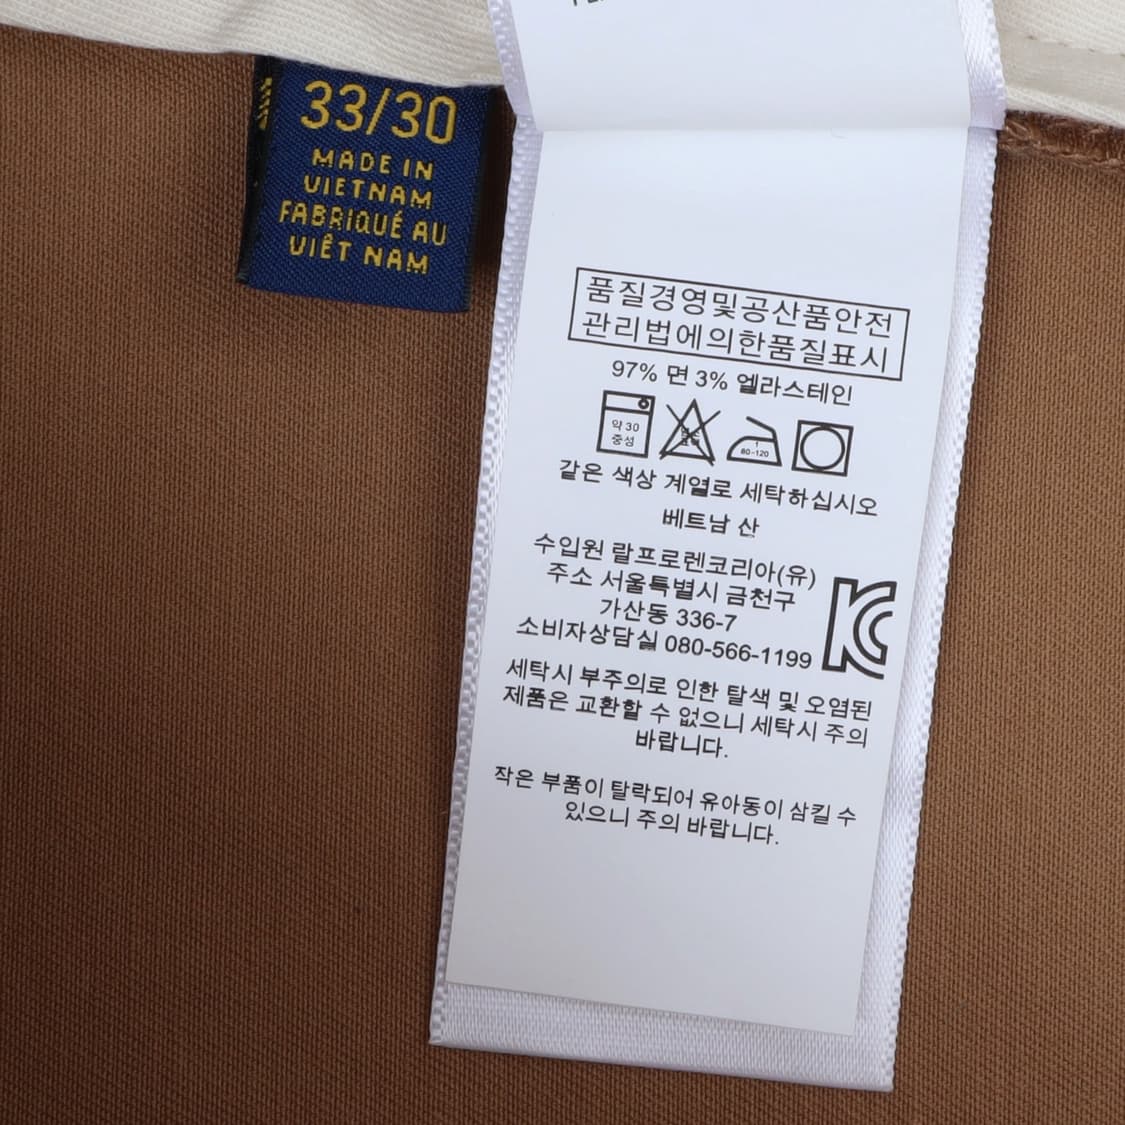 33/30
MADE IN
VIETNAM
FABRIQUÉ AU
VIÊT NAM
품질경영및공산품안전
관리법에의한품질표시
97% 면 3% 엘라스테인
약 30
중성
1
80-120
같은 색상 계열로 세탁하십시오
베트남 산
수입원 랄프로렌코리아(유)
주소 서울특별시 금천구
가산동 336-7
소비자상담실 080-566-1199
세탁시 부주의로 인한 탈색 및 오염된
제품은 교환할 수 없으니 세탁시 주의
바랍니다.
작은 부품이 탈락되어 유아동이 삼킬 수
있으니 주의 바랍니다.